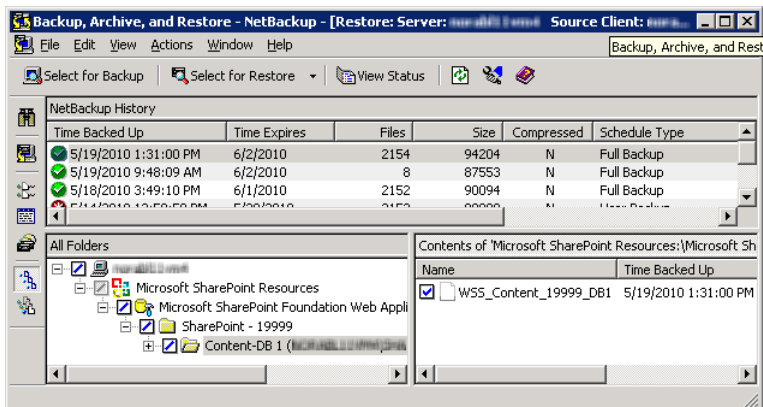 Backup, Archive, and Restore - NetBackup - [Restore: Server: Source Client:
File Edit View Actions Window Help
Backup, Archive, and Rest
Select for Backup Select for Restore View Status
NetBackup History
Time Backed Up Time Expires Files Size Compressed Schedule Type
5/19/2010 1:31:00 PM 6/2/2010 2154 94204 N Full Backup
5/19/2010 9:48:09 AM 6/2/2010 8 87553 N Full Backup
5/18/2010 3:49:10 PM 6/1/2010 2152 90094 N Full Backup
All Folders
Contents of 'Microsoft SharePoint Resources:\Microsoft Sh
Name Time Backed Up
Microsoft SharePoint Resources
WSS_Content_19999_DB1 5/19/2010 1:31:00 PM
Microsoft SharePoint Foundation Web Appli
SharePoint - 19999
Content-DB 1 (